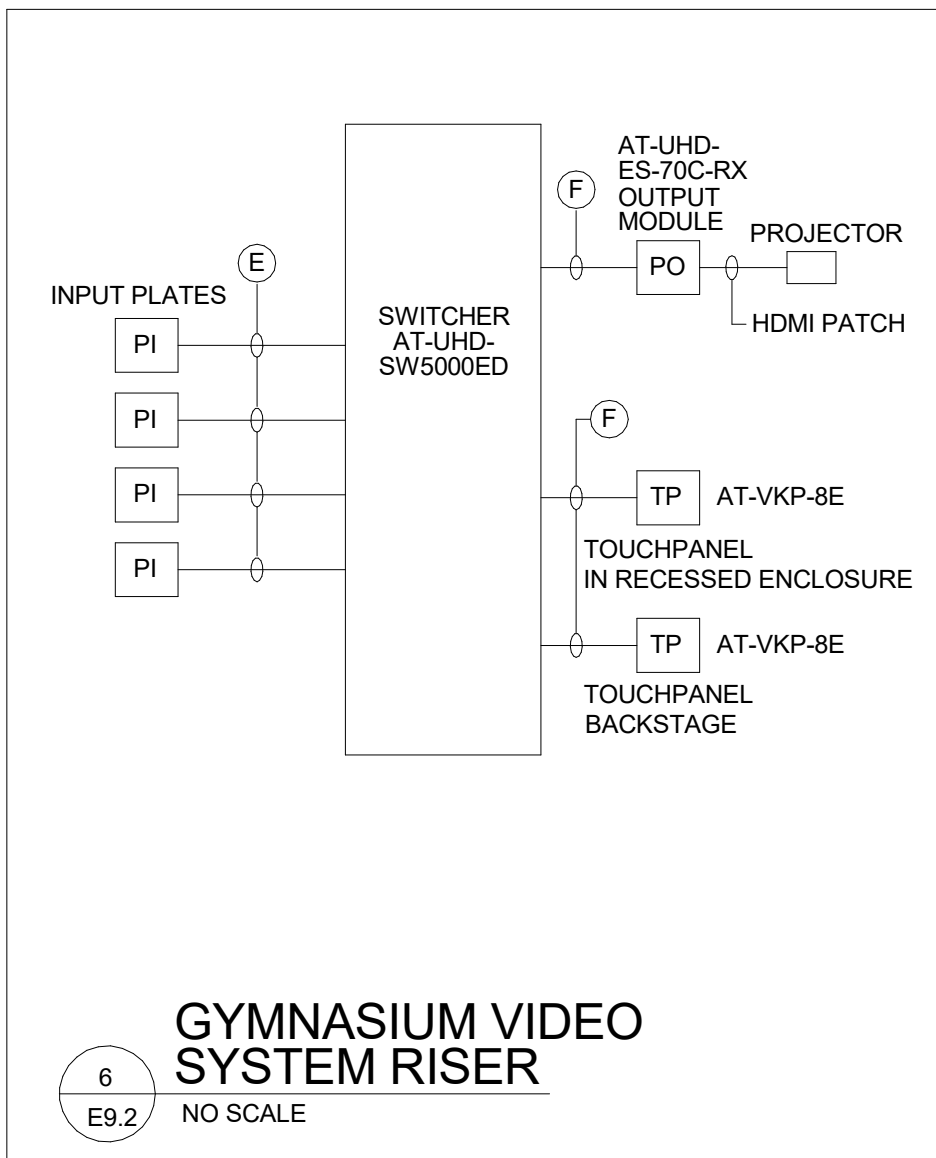 AT-UHD-
ES-70C-RX
OUTPUT
MODULE
F
PROJECTOR
PO
E
HDMI PATCH
INPUT PLATES
PI
SWITCHER
AT-UHD-
SW5000ED
PI
F
PI
TP
AT-VKP-8E
TOUCHPANEL
IN RECESSED ENCLOSURE
PI
TP
AT-VKP-8E
TOUCHPANEL
BACKSTAGE
GYMNASIUM VIDEO
SYSTEM RISER
6
E9.2
NO SCALE